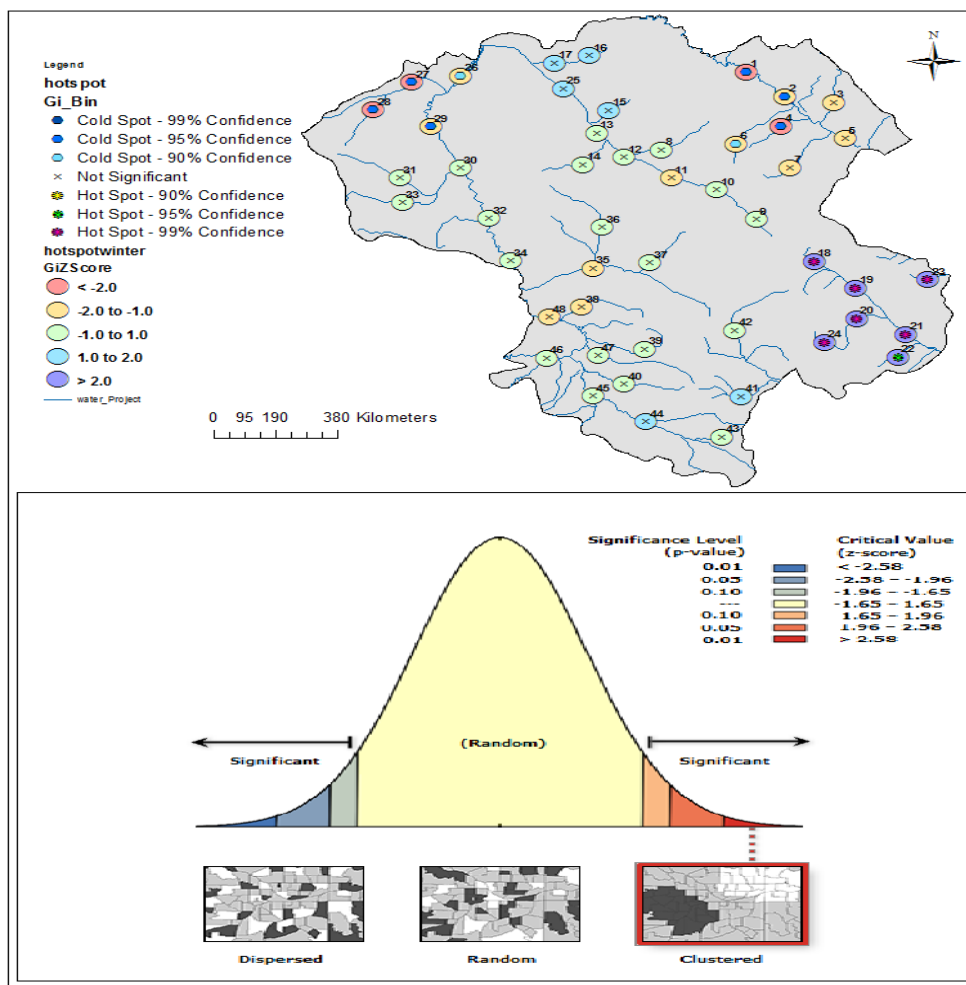 N
Legend
hotspot
Gi_Bin
Cold Spot - 99% Confidence
Cold Spot - 95% Confidence
Cold Spot - 90% Confidence
Not Significant
Hot Spot - 90% Confidence
Hot Spot - 95% Confidence
Hot Spot - 99% Confidence
hotspotwinter
GiZScore
< -2.0
-2.0 to -1.0
-1.0 to 1.0
1.0 to 2.0
> 2.0
water_Project
0 95 190 380 Kilometers
16
17
1
26
27
25
2
3
28
15
29
13
4
5
6
8
12
14
7
30
11
31
10
33
32
9
36
34
37
18
35
23
19
38
48
20
42
21
24
39
22
47
46
40
45
41
44
43
Significance Level
(p-value)
Critical Value
(z-score)
0.01 < -2.58
0.05 -2.58 – -1.96
0.10 -1.96 – -1.65
--- -1.65 – 1.65
0.10 1.65 – 1.96
0.05 1.96 – 2.58
0.01 > 2.58
(Random)
Significant
Significant
Dispersed
Random
Clustered